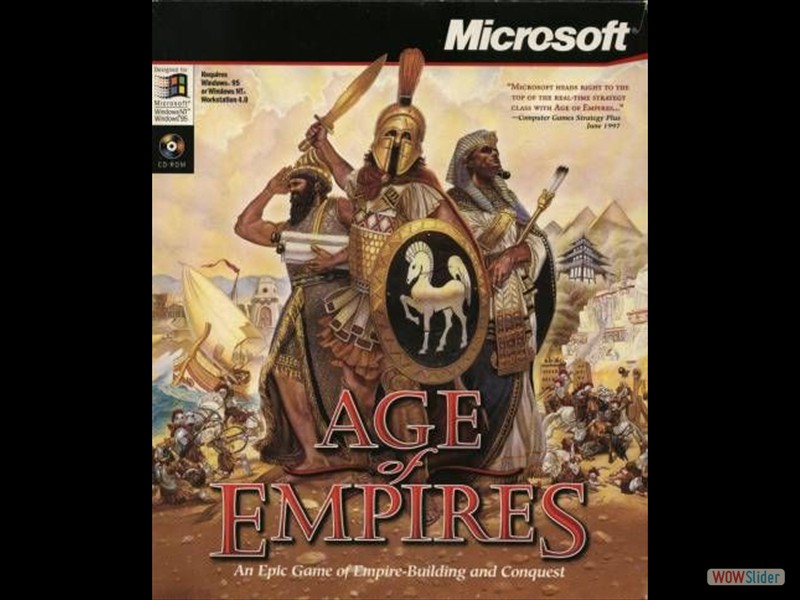 Microsoft®
Designed for
Microsoft®
Windows NT®
Windows®95
CD-ROM
Requires
Windows® 95
or Windows NT®
Workstation 4.0
"Microsoft heads right to the
top of the real-time strategy
class with Age of Empires..."
—Computer Games Strategy Plus
June 1997
AGE
of
EMPIRES
An Epic Game of Empire-Building and Conquest
WOWSlider